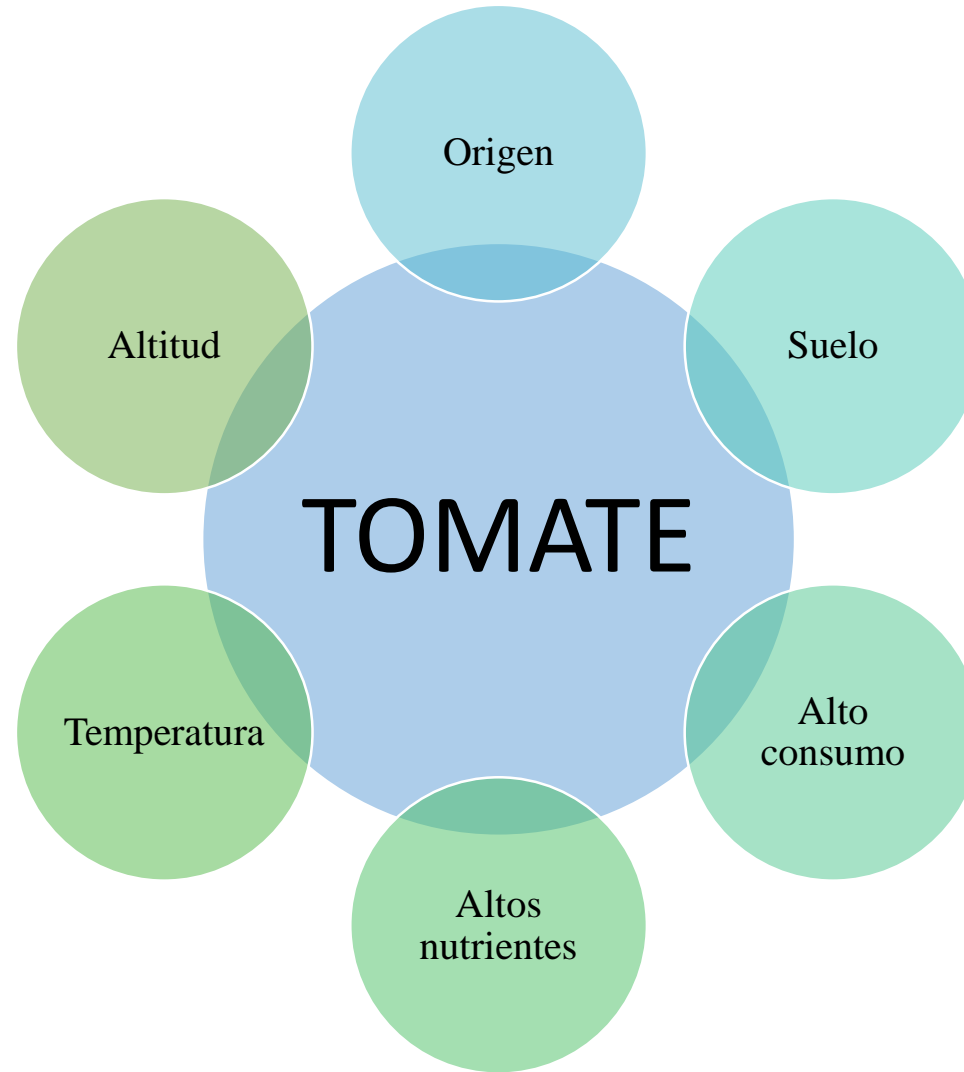 Origen
Altitud
Suelo
TOMATE
Temperatura
Alto
consumo
Altos
nutrientes